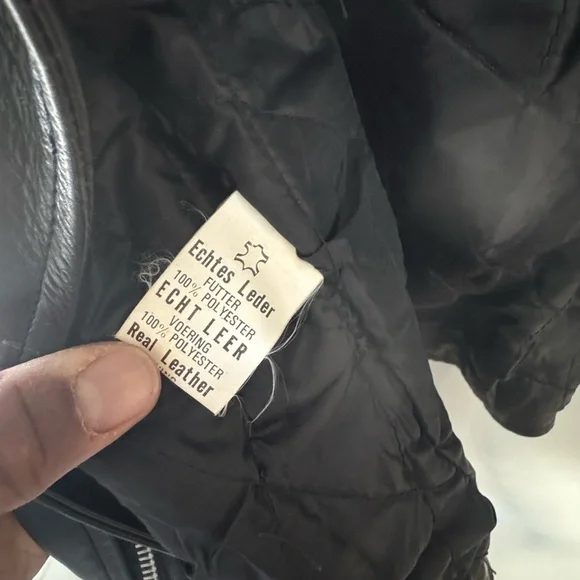 Echtes Leder
FUTTER
100% POLYESTER
ECHT LEER
VOERING
100% POLYESTER
Real Leather